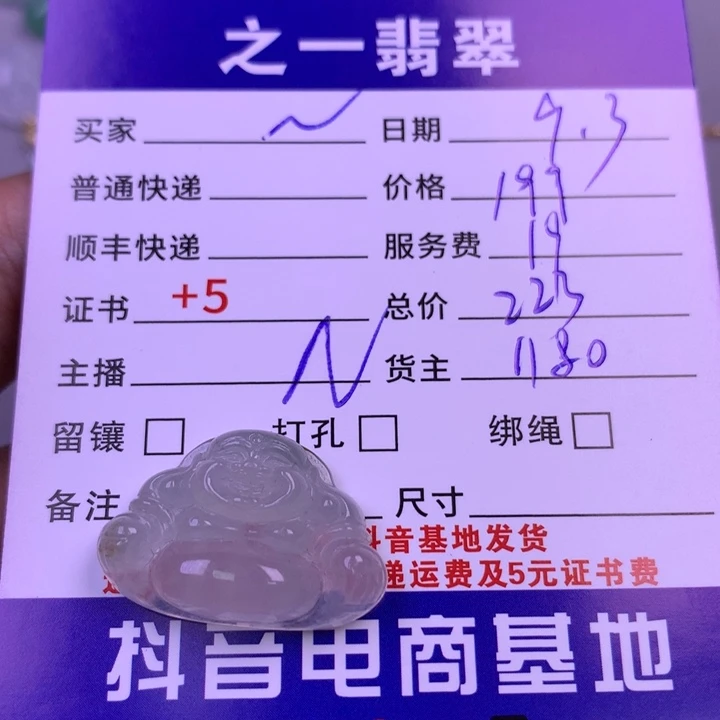 之一翡翠
买家 日期 9.3
普通快递 价格 199
顺丰快递 服务费 19
证书 +5 总价 223
主播 货主 1180
留镶 打孔 绑绳
备注 尺寸
抖音基地发货
递运费及5元证书费
抖音电商基地